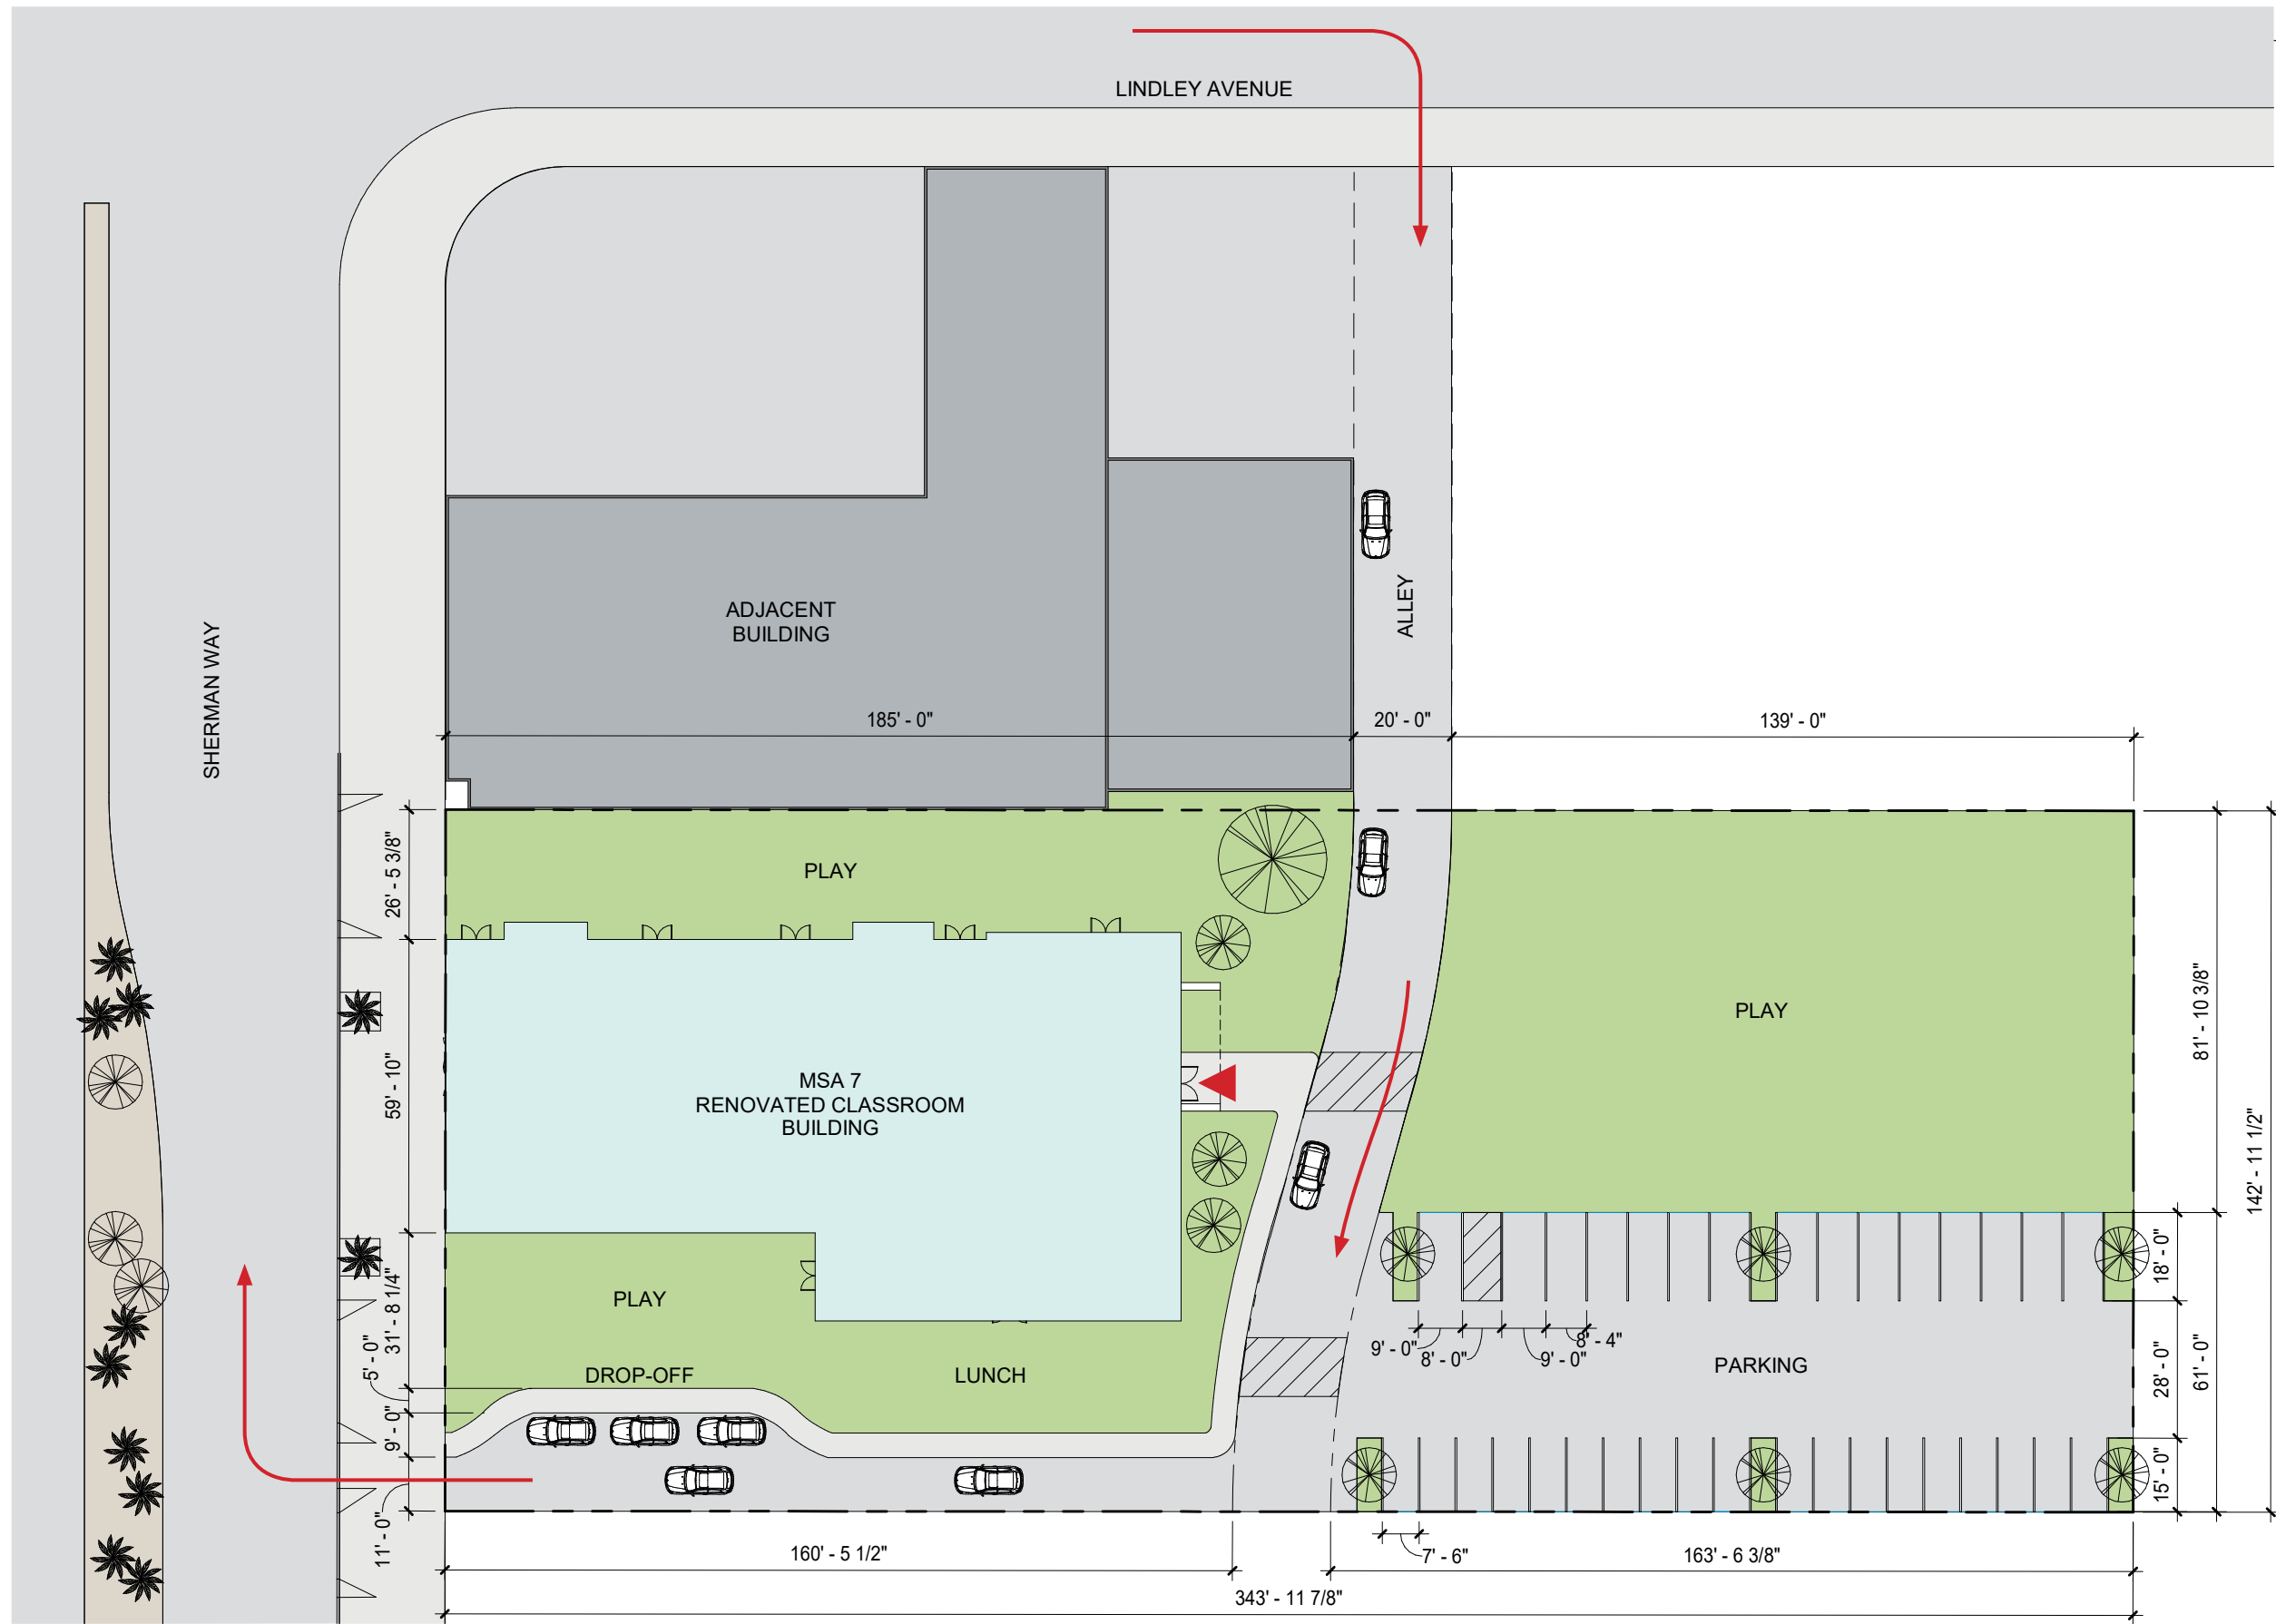 LINDLEY AVENUE
SHERMAN WAY
ADJACENT
BUILDING
ALLEY
185' - 0"
20' - 0"
139' - 0"
26' - 5 3/8"
59' - 10"
31' - 8 1/4"
5' - 0"
9' - 0"
11' - 0"
PLAY
MSA 7
RENOVATED CLASSROOM
BUILDING
PLAY
DROP-OFF
LUNCH
PLAY
81' - 10 3/8"
142' - 11 1/2"
18' - 0"
28' - 0"
61' - 0"
15' - 0"
9' - 0"
8' - 0"
9' - 0"
8' - 4"
PARKING
160' - 5 1/2"
7' - 6"
163' - 6 3/8"
343' - 11 7/8"